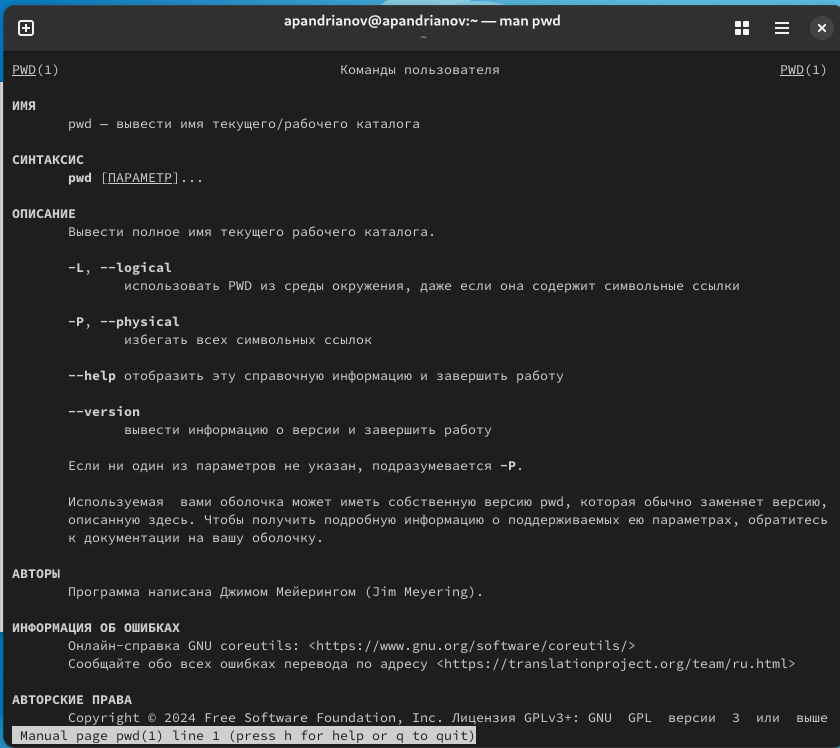 apandrianov@apandrianov:~ — man pwd
~
PWD(1) Команды пользователя PWD(1)
ИМЯ
pwd — вывести имя текущего/рабочего каталога
СИНТАКСИС
pwd [ПАРАМЕТР]...
ОПИСАНИЕ
Вывести полное имя текущего рабочего каталога.
-L, --logical
использовать PWD из среды окружения, даже если она содержит символьные ссылки
-P, --physical
избегать всех символьных ссылок
--help отобразить эту справочную информацию и завершить работу
--version
вывести информацию о версии и завершить работу
Если ни один из параметров не указан, подразумевается -P.
Используемая вами оболочка может иметь собственную версию pwd, которая обычно заменяет версию,
описанную здесь. Чтобы получить подробную информацию о поддерживаемых ею параметрах, обратитесь
к документации на вашу оболочку.
АВТОРЫ
Программа написана Джимом Мейерингом (Jim Meyering).
ИНФОРМАЦИЯ ОБ ОШИБКАХ
Онлайн-справка GNU coreutils: <https://www.gnu.org/software/coreutils/>
Сообщайте обо всех ошибках перевода по адресу <https://translationproject.org/team/ru.html>
АВТОРСКИЕ ПРАВА
Copyright © 2024 Free Software Foundation, Inc. Лицензия GPLv3+: GNU GPL версии 3 или выше
Manual page pwd(1) line 1 (press h for help or q to quit)